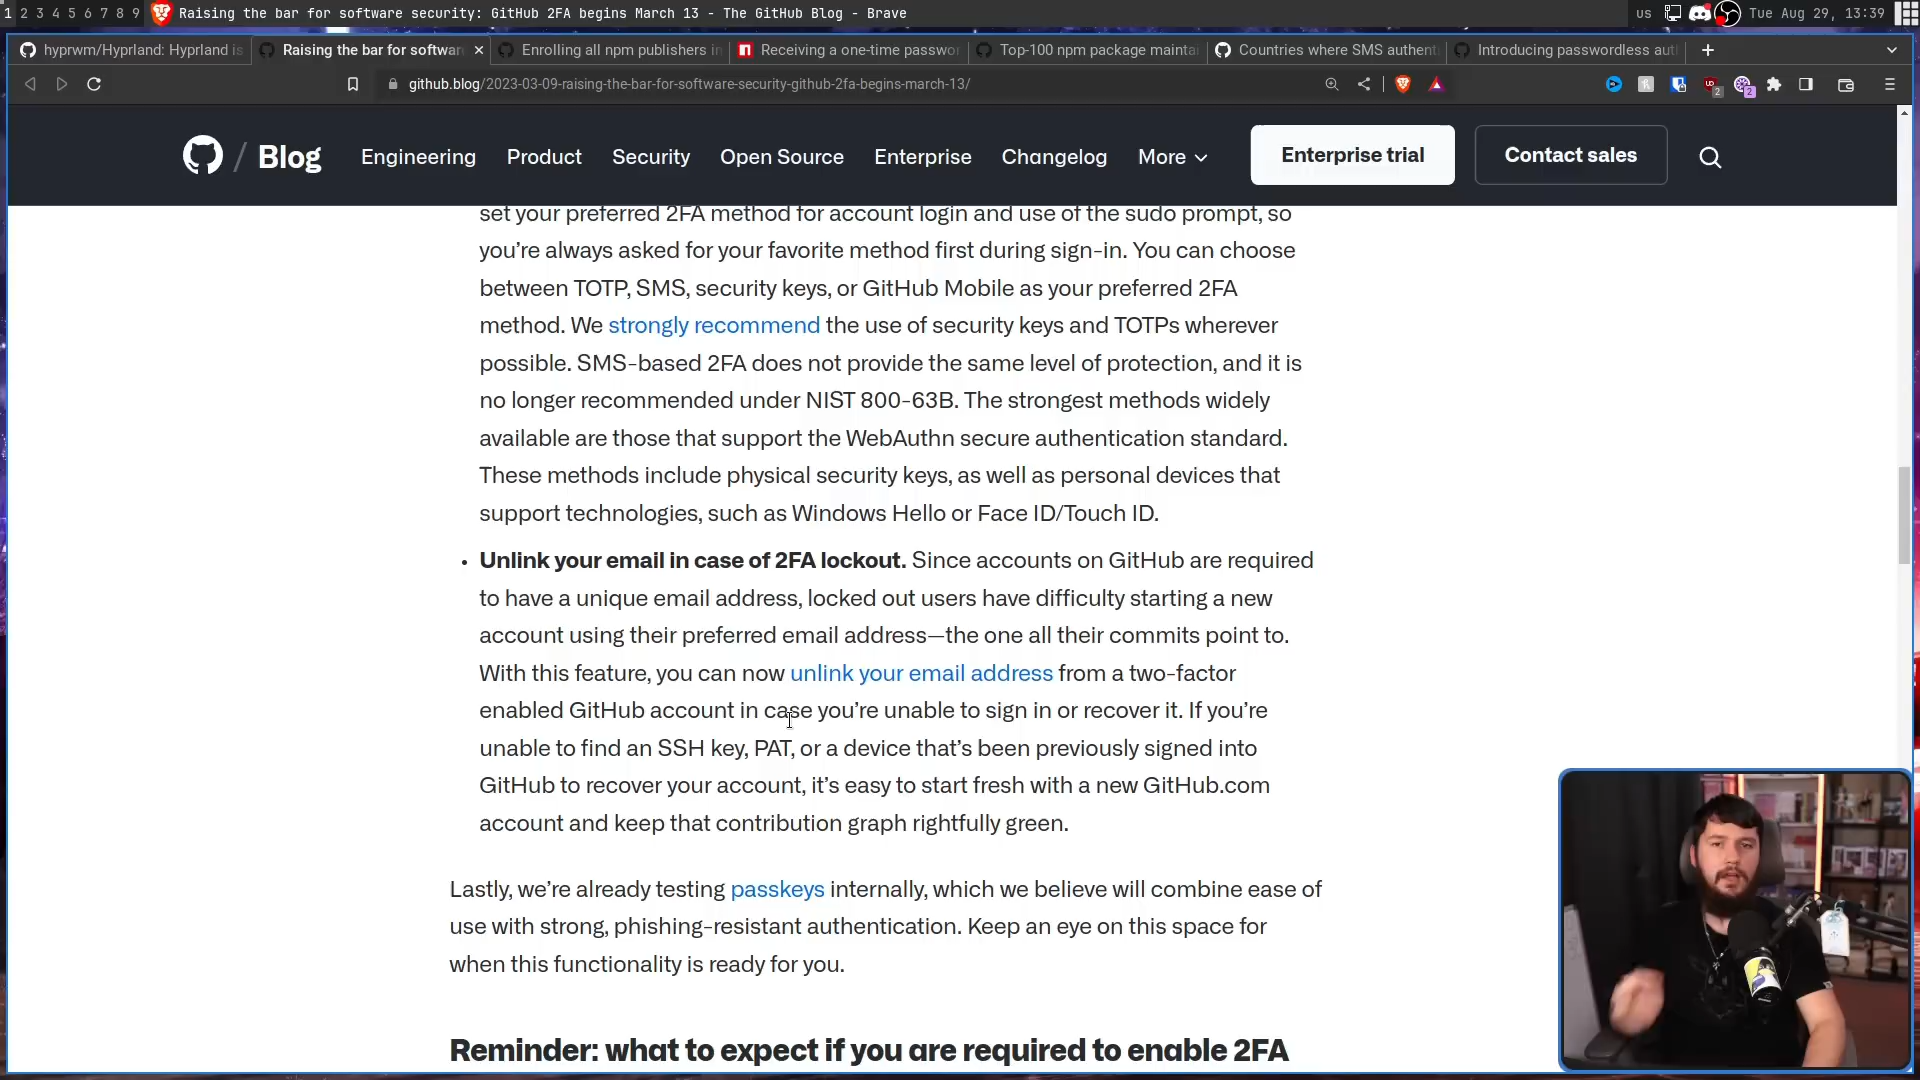 1 2 3 4 5 6 7 8 9 Raising the bar for software security: GitHub 2FA begins March 13 - The GitHub Blog - Brave
us Tue Aug 29, 13:39
hyprwm/Hyprland: Hyprland is
Raising the bar for softwar
Enrolling all npm publishers in
Receiving a one-time passwo
Top-100 npm package maintai
Countries where SMS authent
Introducing passwordless aut
github.blog/2023-03-09-raising-the-bar-for-software-security-github-2fa-begins-march-13/
2
2
/ Blog Engineering Product Security Open Source Enterprise Changelog More Enterprise trial Contact sales
set your preferred 2FA method for account login and use of the sudo prompt, so
you’re always asked for your favorite method first during sign-in. You can choose
between TOTP, SMS, security keys, or GitHub Mobile as your preferred 2FA
method. We strongly recommend the use of security keys and TOTPs wherever
possible. SMS-based 2FA does not provide the same level of protection, and it is
no longer recommended under NIST 800-63B. The strongest methods widely
available are those that support the WebAuthn secure authentication standard.
These methods include physical security keys, as well as personal devices that
support technologies, such as Windows Hello or Face ID/Touch ID.
• Unlink your email in case of 2FA lockout. Since accounts on GitHub are required
to have a unique email address, locked out users have difficulty starting a new
account using their preferred email address—the one all their commits point to.
With this feature, you can now unlink your email address from a two-factor
enabled GitHub account in case you’re unable to sign in or recover it. If you’re
unable to find an SSH key, PAT, or a device that’s been previously signed into
GitHub to recover your account, it’s easy to start fresh with a new GitHub.com
account and keep that contribution graph rightfully green.
Lastly, we’re already testing passkeys internally, which we believe will combine ease of
use with strong, phishing-resistant authentication. Keep an eye on this space for
when this functionality is ready for you.
Reminder: what to expect if you are required to enable 2FA